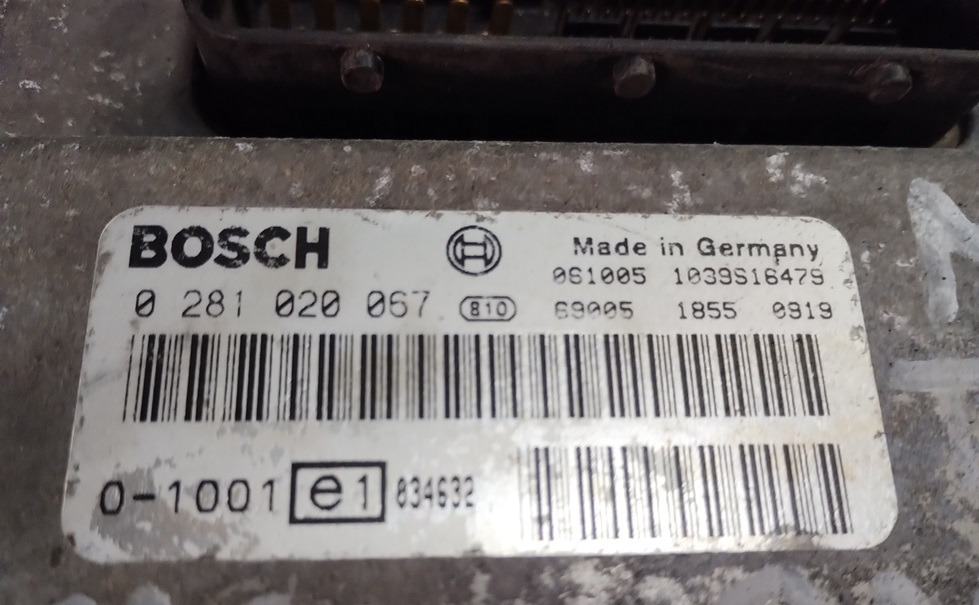 BOSCH
Made in Germany
061005 1039S16479
0 281 020 067 810 69005 1855 0919
0-1001 e1 034632